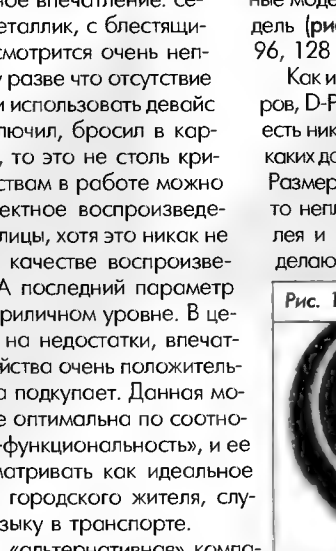 ное впечатление. Се-
еталлик, с блестящи-
смотрится очень неп-
у разве что отсутствие
и использовать девайс
лючил, бросил в кар-
, то это не столь кри-
ствам в работе можно
ектное воспроизведе-
лицы, хотя это никак не
качестве воспроизве-
А последний параметр
риличном уровне. В це-
на недостатки, впечат-
йства очень положитель-
а подкупает. Данная мо-
е оптимальна по соотно-
-функциональность», и ее
матривать как идеальное
городского жителя, слу-
зыку в транспорте.
«альтернативная» компа-
ные моде
дель (рис
96, 128
Как и
ров, D-P
есть ник
каких до
Размер
то непл
лея и
делаю
Рис. 1